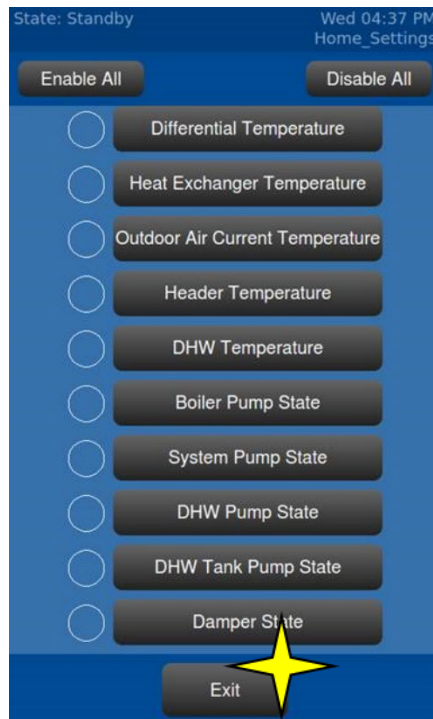 State: Standby
Wed 04:37 PM
Home_Settings
Enable All
Disable All
Differential Temperature
Heat Exchanger Temperature
Outdoor Air Current Temperature
Header Temperature
DHW Temperature
Boiler Pump State
System Pump State
DHW Pump State
DHW Tank Pump State
Damper State
Exit